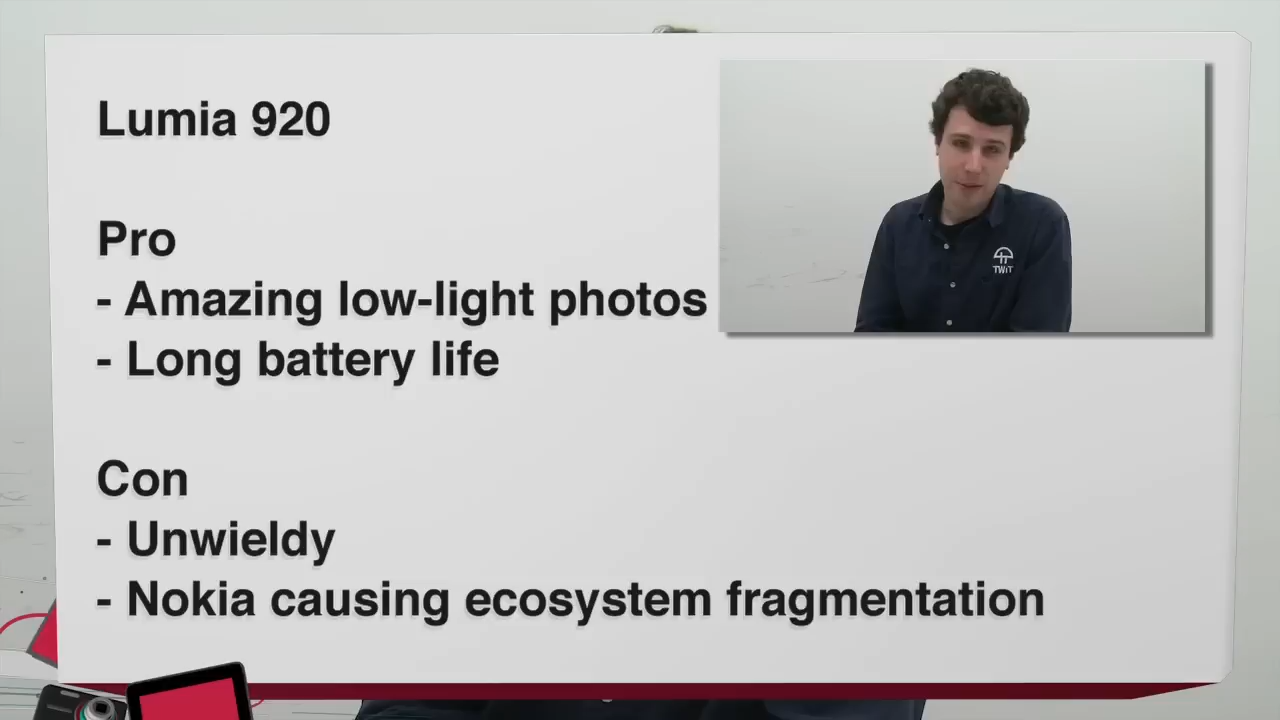 Lumia 920
Pro
- Amazing low-light photos
- Long battery life
Con
- Unwieldy
- Nokia causing ecosystem fragmentation
TWiT